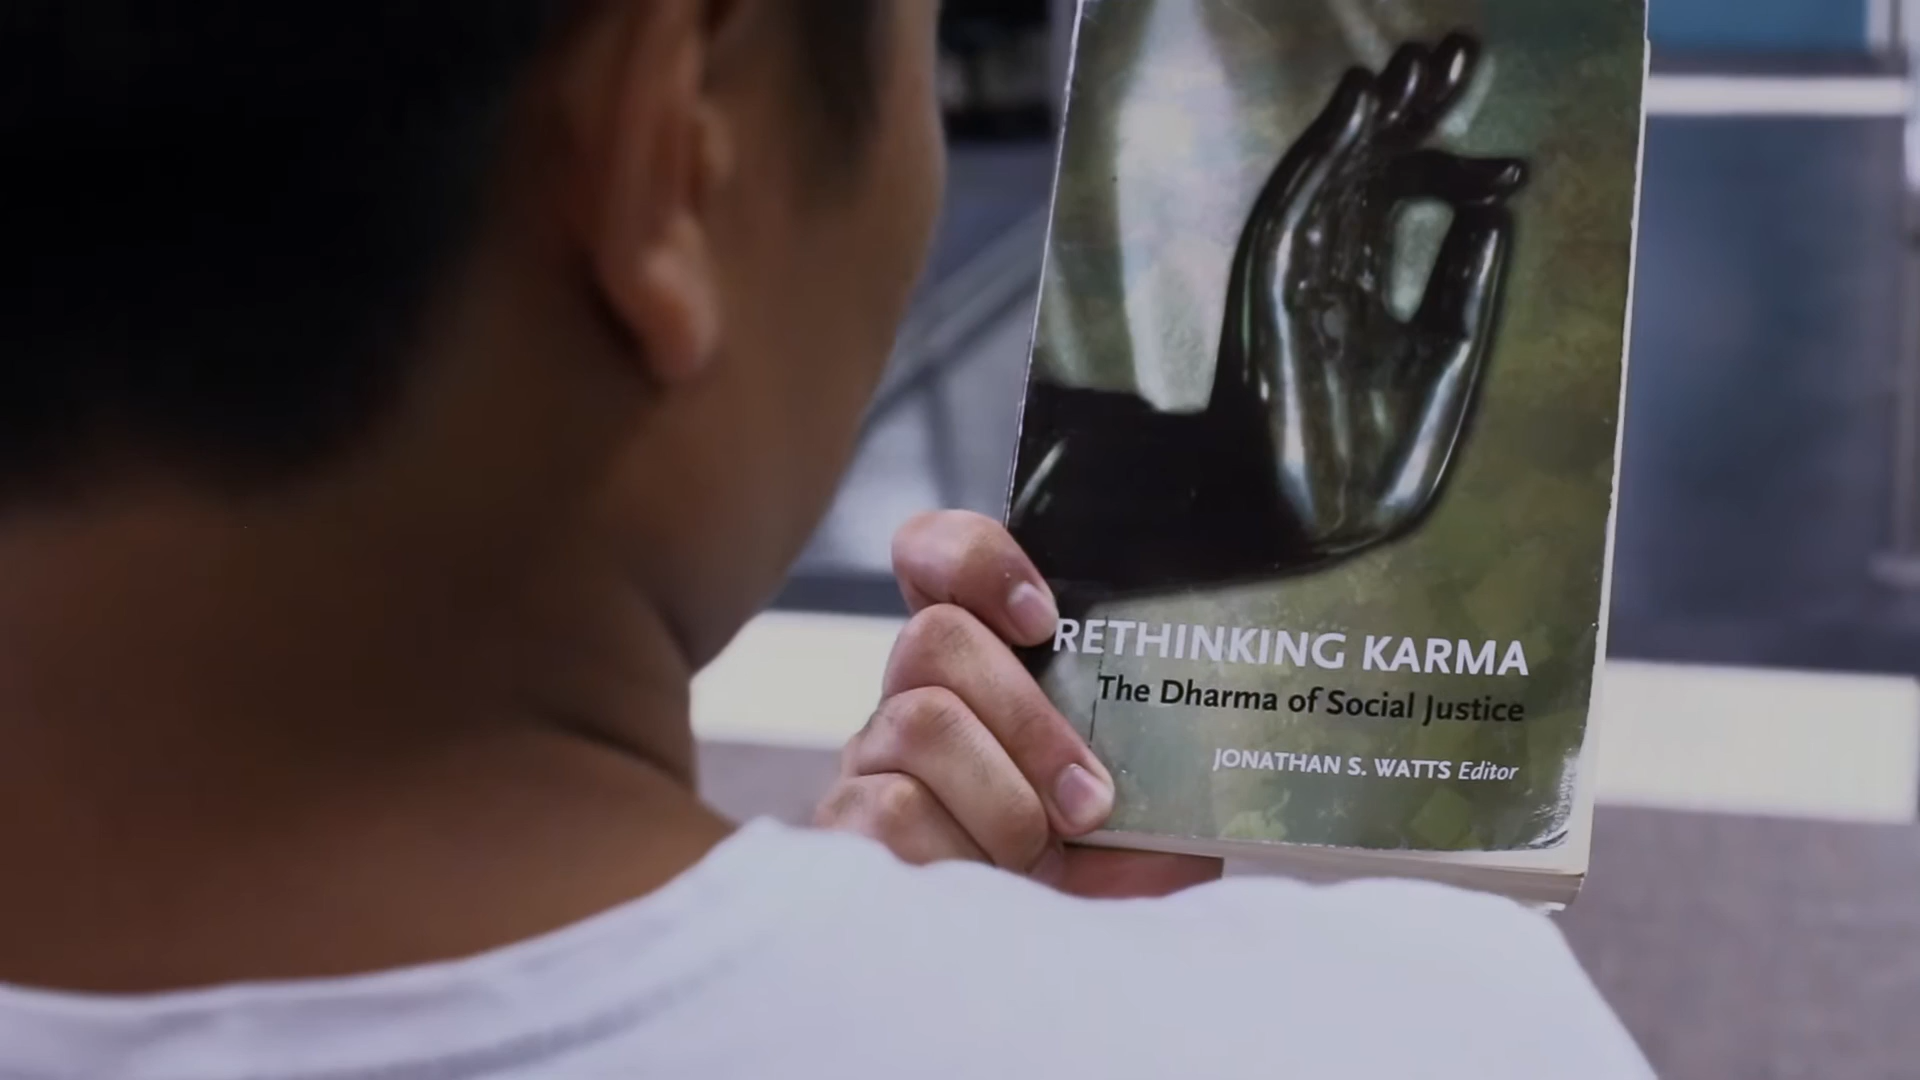 RETHINKING KARMA
The Dharma of Social Justice
JONATHAN S. WATTS Editor